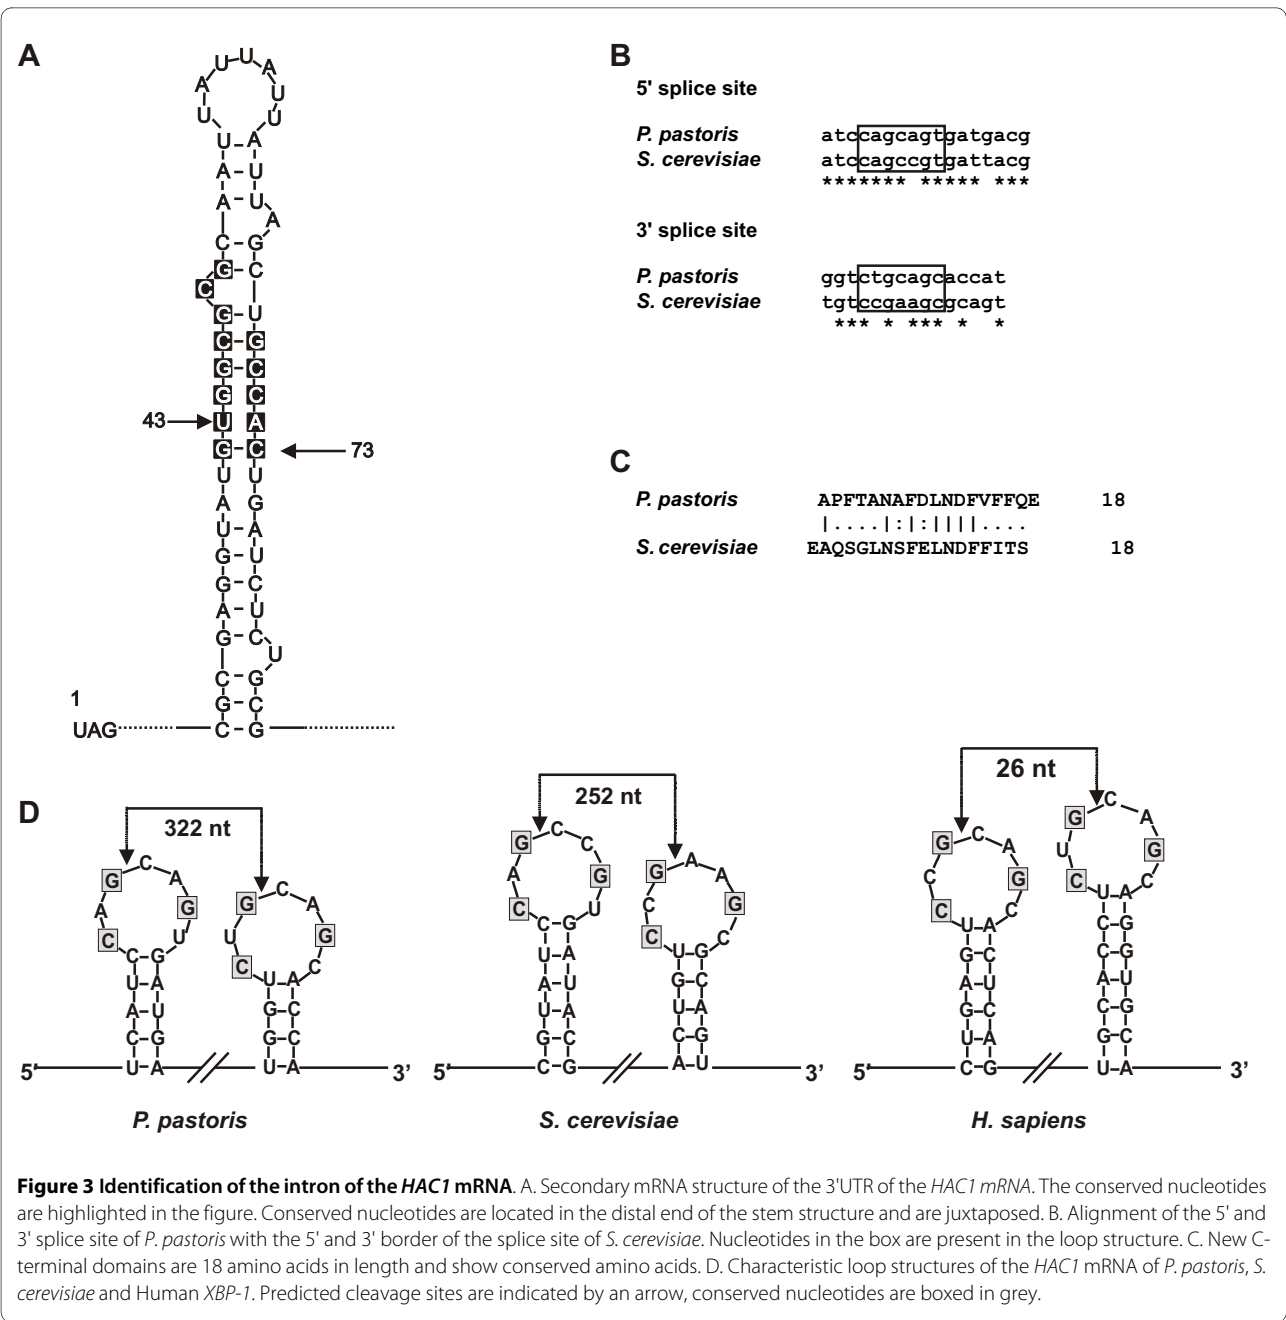 A
U U
A A
U U
U U
U-A
A-U
A-U
A
C-G
G-C
C
G U
C-G
G-C
G C
43 U A
G-C 73
U U
A G
U-A
G U
G-C
A-U
G C
U
C G
G-C
1
UAG C-G
B
5' splice site
P. pastoris atccagcagtgatgacg
S. cerevisiae atccagccgtgattacg
******* ***** ***
3' splice site
P. pastoris ggtctgcagcaccat
S. cerevisiae tgtccgaagcgcagt
*** * *** * *
C
P. pastoris APFTANAFDLNDFVFFQE 18
|....|:|:||||....
S. cerevisiae EAQSGLNSFELNDFFITS 18
D
322 nt
G C A G U
A C C-G
U-A
A-U
C-G
U-A
G C A G C
U C U-A
G-C
G-C
U-A
5' 3'
P. pastoris
252 nt
G C C G U
A C C-G
U-A
A-U
U-A
G-C
C-G
G A A G C
C C U-G
G-C
U-A
C-G
A-U
5' 3'
S. cerevisiae
26 nt
G C A G C
C C U-A
G-C
A-U
G-C
U-A
C-G
G C A G C
U C U-A
C-G
C-G
A-U
C-G
G-C
U-A
5' 3'
H. sapiens
Figure 3 Identification of the intron of the HAC1 mRNA. A. Secondary mRNA structure of the 3'UTR of the HAC1 mRNA. The conserved nucleotides
are highlighted in the figure. Conserved nucleotides are located in the distal end of the stem structure and are juxtaposed. B. Alignment of the 5' and
3' splice site of P. pastoris with the 5' and 3' border of the splice site of S. cerevisiae. Nucleotides in the box are present in the loop structure. C. New C-
terminal domains are 18 amino acids in length and show conserved amino acids. D. Characteristic loop structures of the HAC1 mRNA of P. pastoris, S.
cerevisiae and Human XBP-1. Predicted cleavage sites are indicated by an arrow, conserved nucleotides are boxed in grey.